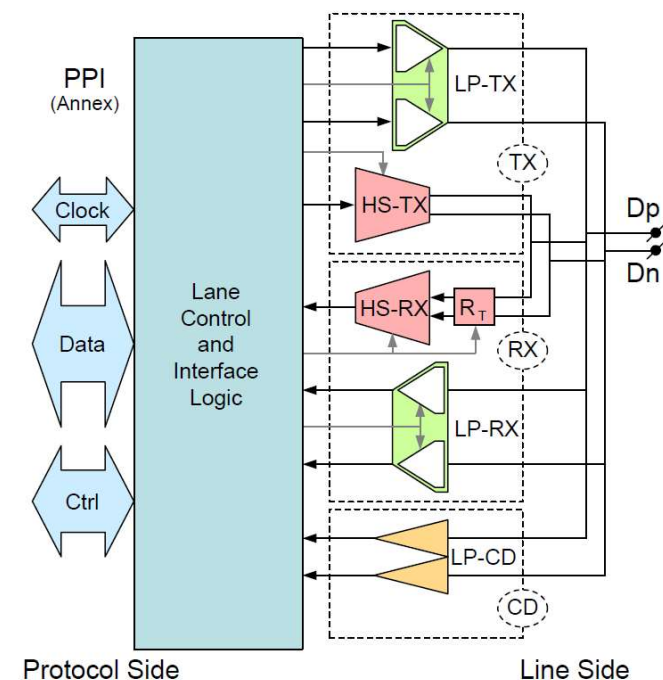 PPI
(Annex)
Clock
Data
Ctrl
Lane
Control
and
Interface
Logic
LP-TX
TX
HS-TX
Dp
Dn
HS-RX
RT
RX
LP-RX
LP-CD
CD
Protocol Side
Line Side